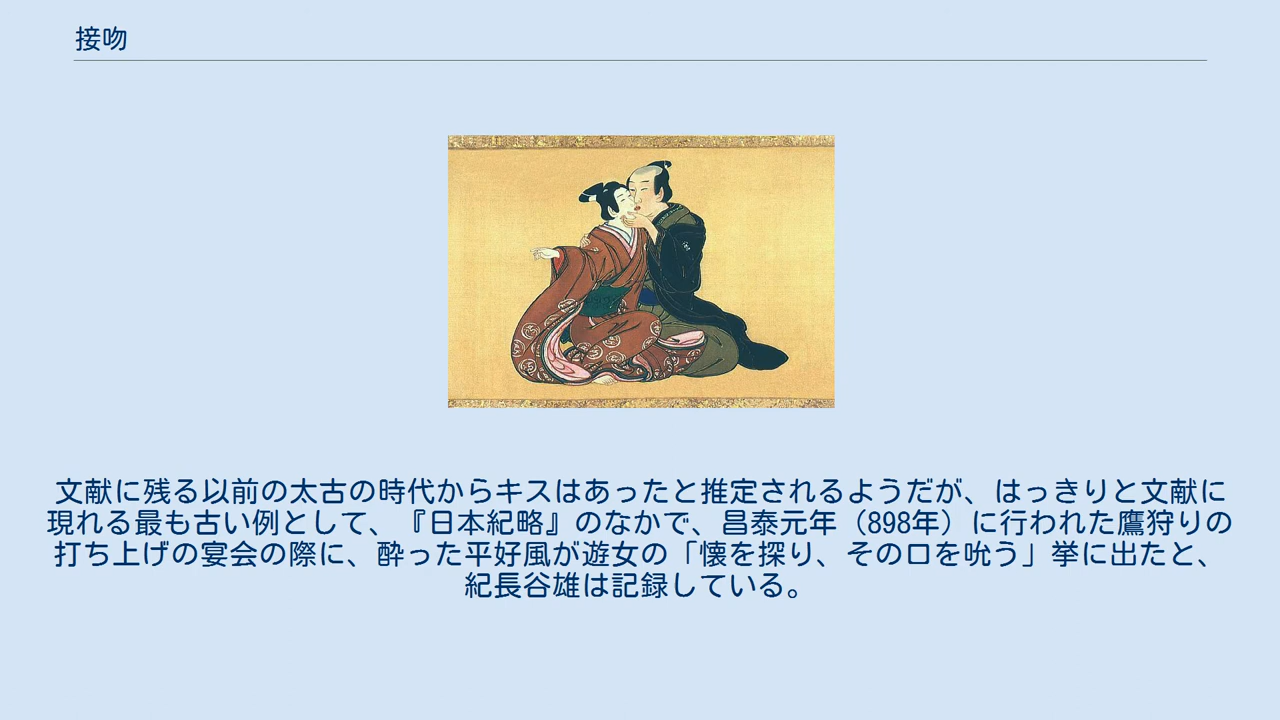 接吻
文献に残る以前の太古の時代からキスはあったと推定されるようだが、はっきりと文献に
現れる最も古い例として、『日本紀略』のなかで、昌泰元年（898年）に行われた鷹狩りの
打ち上げの宴会の際に、酔った平好風が遊女の「懐を探り、その口を吮う」挙に出たと、
紀長谷雄は記録している。